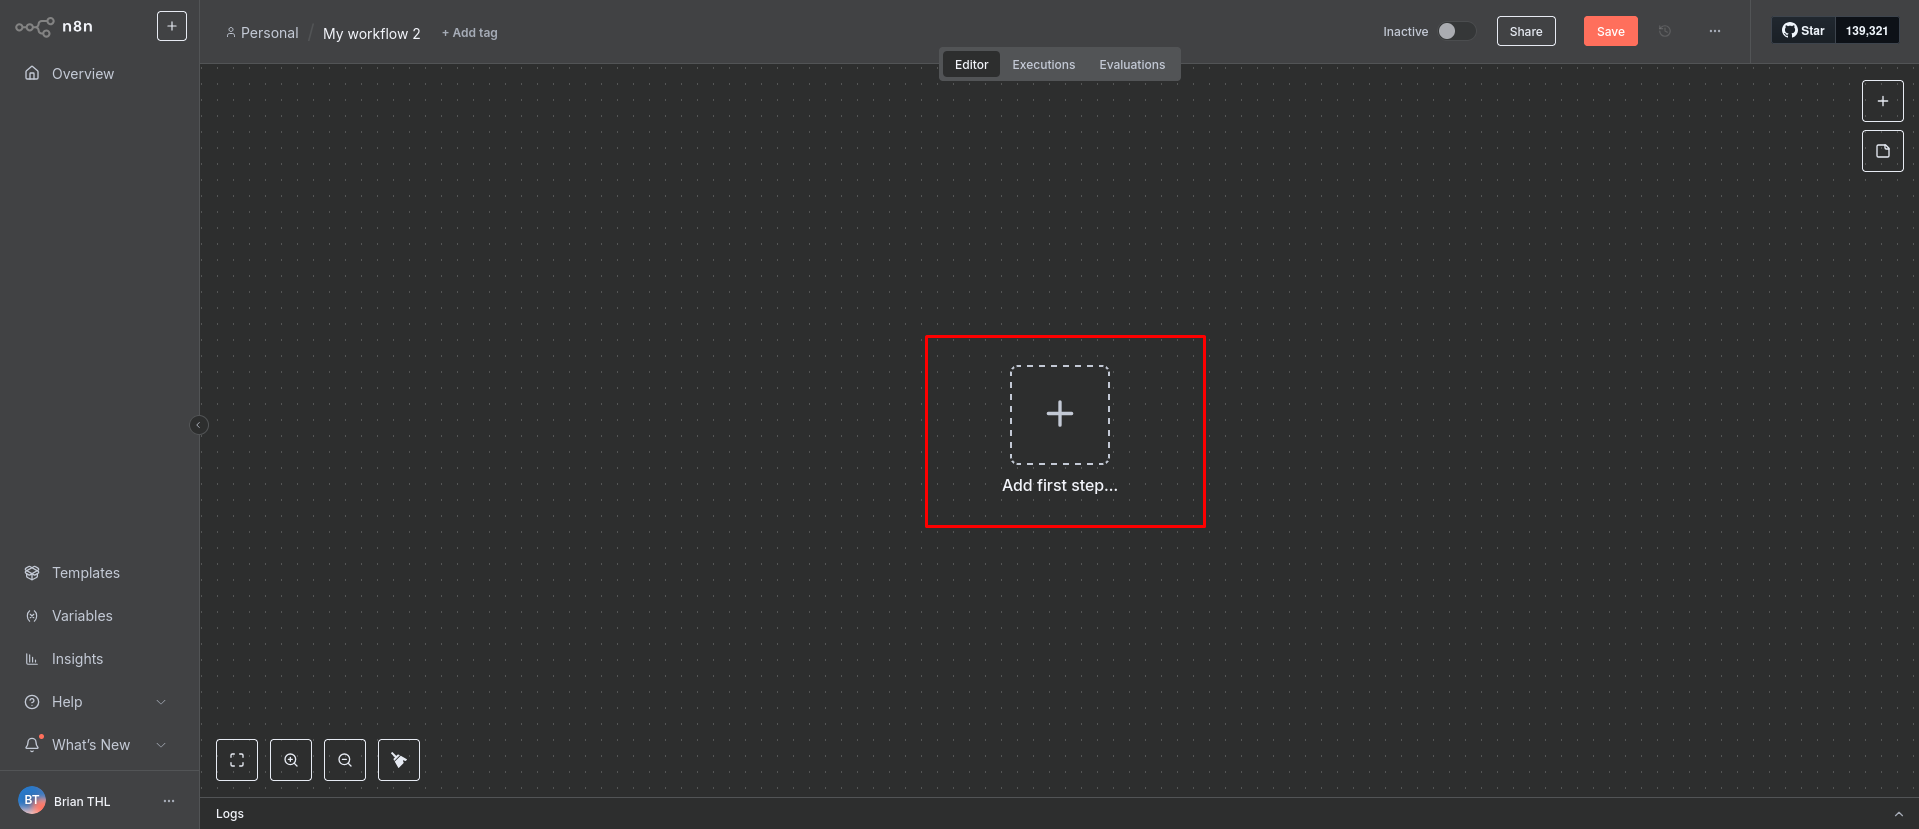 n8n
Personal / My workflow 2 + Add tag
Inactive
Share
Save
Star 139,321
Editor Executions Evaluations
Overview
Add first step...
Templates
Variables
Insights
Help
What's New
BT Brian THL
Logs